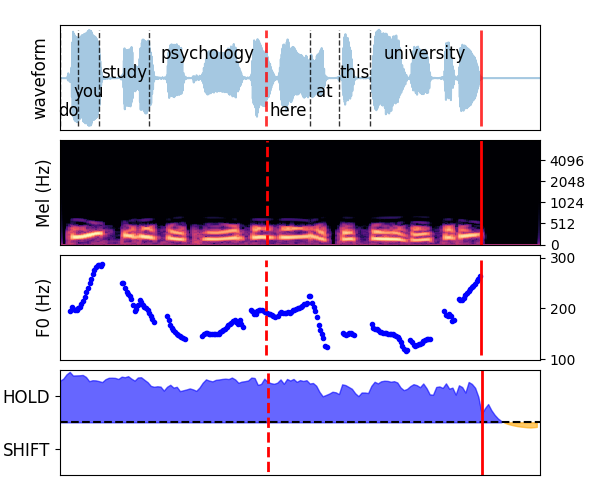 waveform
do you study psychology here at this university
Mel (Hz)
4096
2048
1024
512
0
F0 (Hz)
300
200
100
HOLD
SHIFT